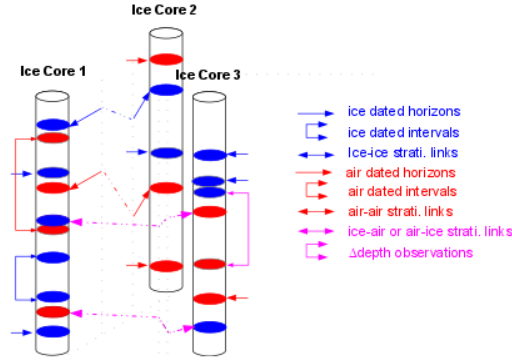 Ice Core 2
Ice Core 1
Ice Core 3
ice dated horizons
ice dated intervals
Ice-ice strati. links
air dated horizons
air dated intervals
air-air strati. links
ice-air or air-ice strati. links
Δdepth observations